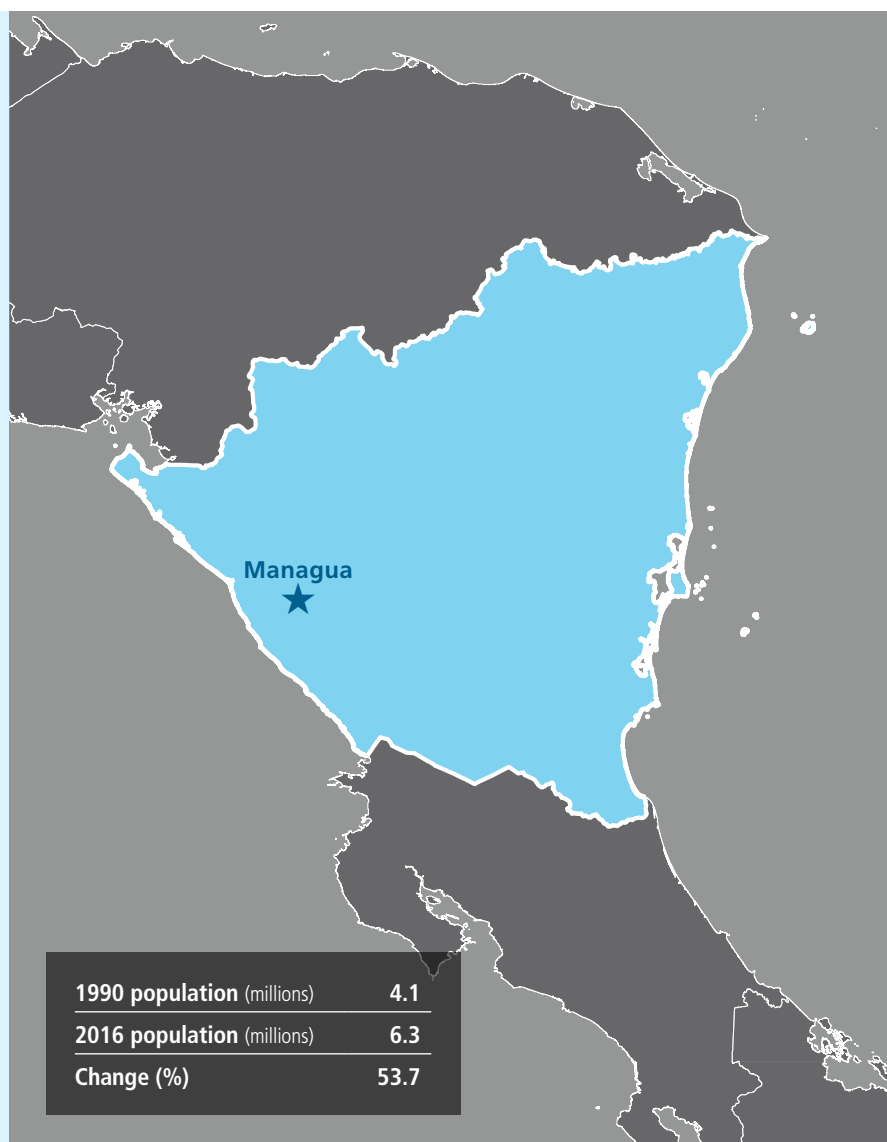 Managua
1990 population (millions) 4.1
2016 population (millions) 6.3
Change (%) 53.7